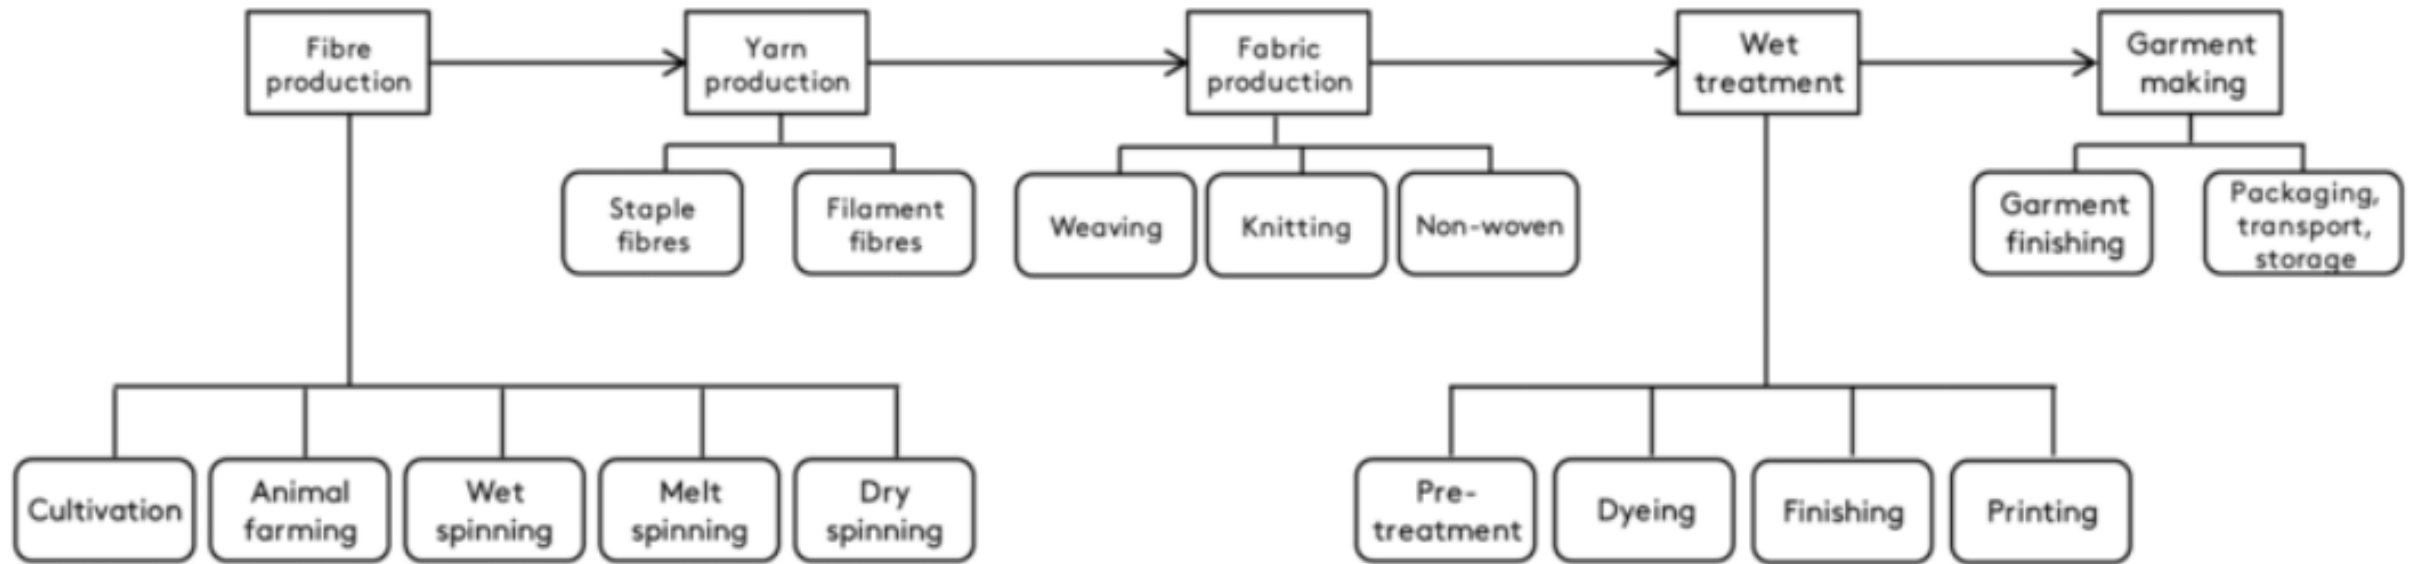 Fibre
production
Yarn
production
Fabric
production
Wet
treatment
Garment
making
Staple
fibres
Filament
fibres
Weaving
Knitting
Non-woven
Garment
finishing
Packaging,
transport,
storage
Cultivation
Animal
farming
Wet
spinning
Melt
spinning
Dry
spinning
Pre-
treatment
Dyeing
Finishing
Printing